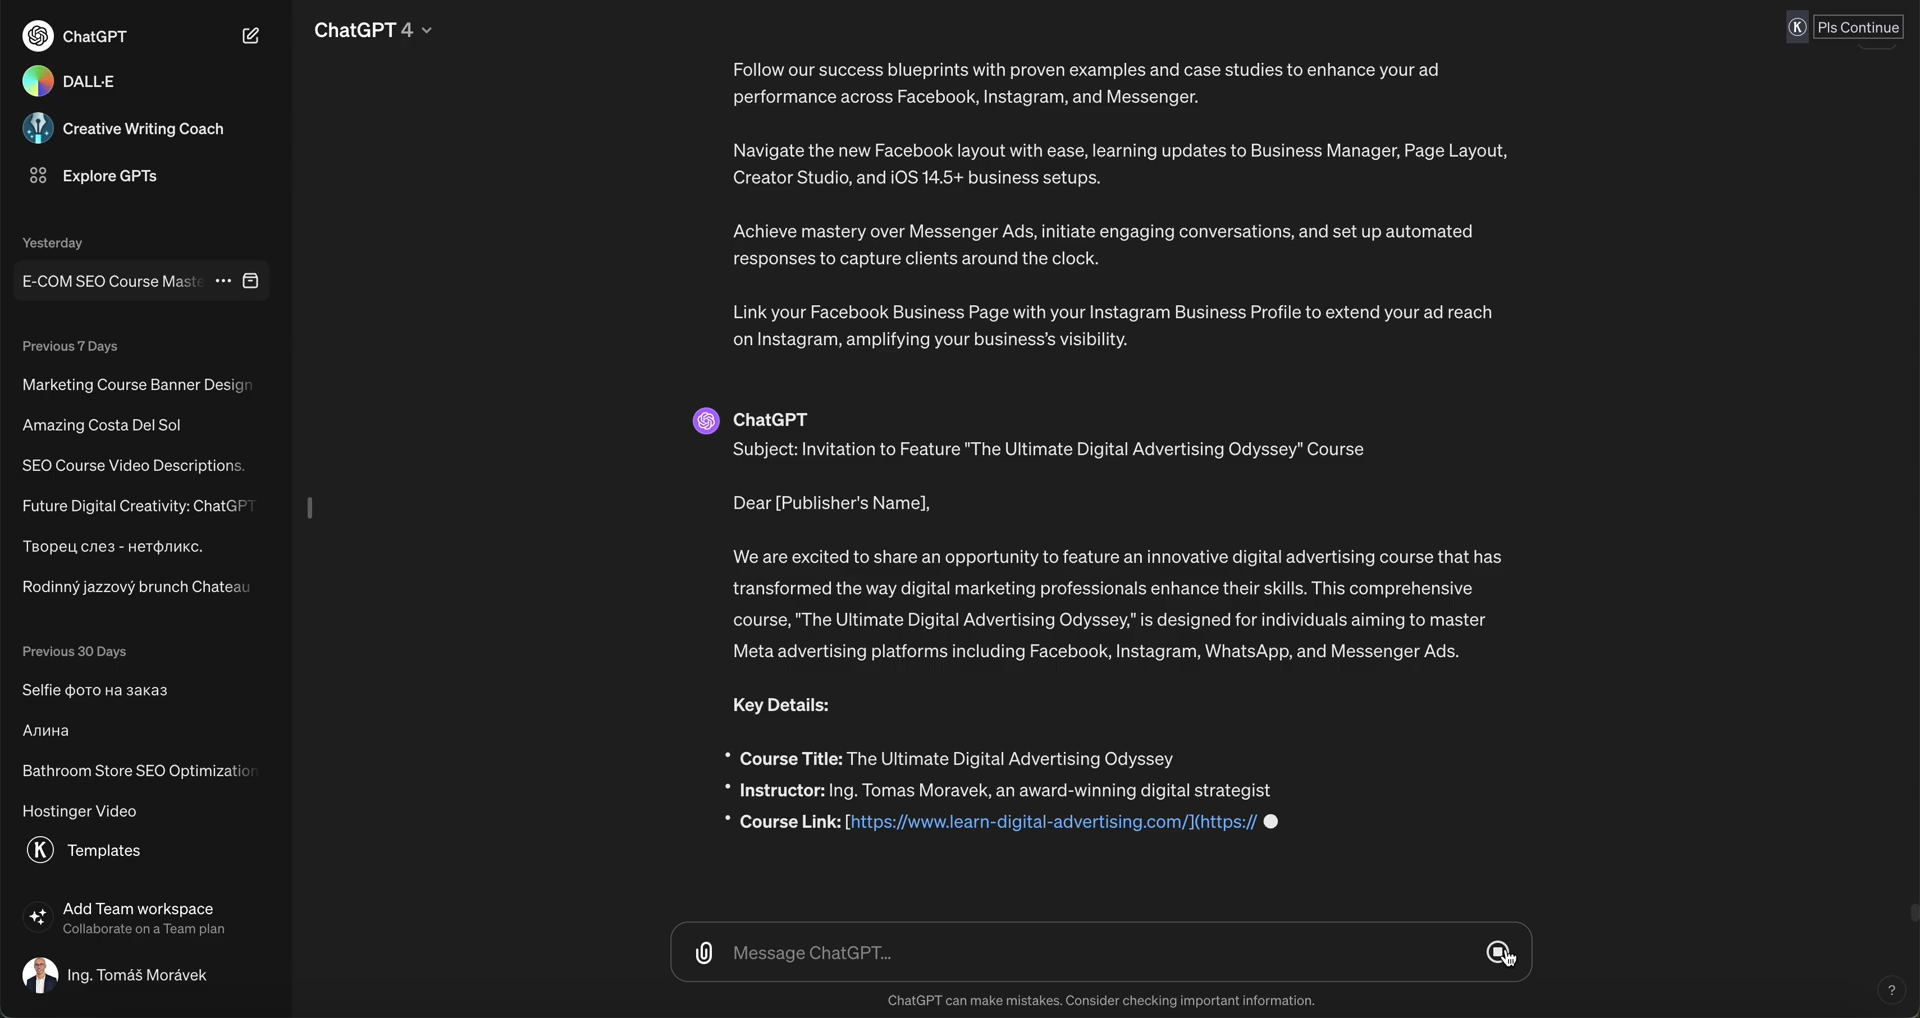 ChatGPT
DALL·E
Creative Writing Coach
Explore GPTs
Yesterday
E-COM SEO Course Maste
Previous 7 Days
Marketing Course Banner Design
Amazing Costa Del Sol
SEO Course Video Descriptions.
Future Digital Creativity: ChatGPT
Творец слез - нетфликс.
Rodinný jazzový brunch Chateau
Previous 30 Days
Selfie фото на заказ
Алина
Bathroom Store SEO Optimization
Hostinger Video
K Templates
Add Team workspace
Collaborate on a Team plan
Ing. Tomáš Morávek
ChatGPT 4
K Pls Continue
Follow our success blueprints with proven examples and case studies to enhance your ad
performance across Facebook, Instagram, and Messenger.
Navigate the new Facebook layout with ease, learning updates to Business Manager, Page Layout,
Creator Studio, and iOS 14.5+ business setups.
Achieve mastery over Messenger Ads, initiate engaging conversations, and set up automated
responses to capture clients around the clock.
Link your Facebook Business Page with your Instagram Business Profile to extend your ad reach
on Instagram, amplifying your business’s visibility.
ChatGPT
Subject: Invitation to Feature "The Ultimate Digital Advertising Odyssey" Course
Dear [Publisher's Name],
We are excited to share an opportunity to feature an innovative digital advertising course that has
transformed the way digital marketing professionals enhance their skills. This comprehensive
course, "The Ultimate Digital Advertising Odyssey," is designed for individuals aiming to master
Meta advertising platforms including Facebook, Instagram, WhatsApp, and Messenger Ads.
Key Details:
• Course Title: The Ultimate Digital Advertising Odyssey
• Instructor: Ing. Tomas Moravek, an award-winning digital strategist
• Course Link: [https://www.learn-digital-advertising.com/](https://
Message ChatGPT...
ChatGPT can make mistakes. Consider checking important information.
?